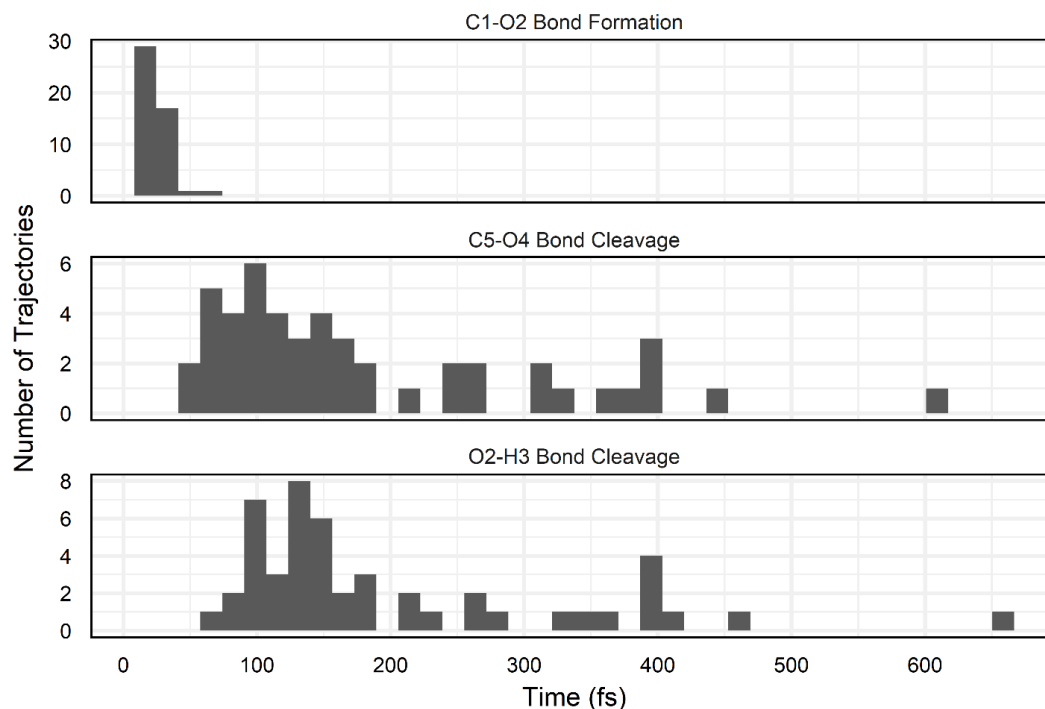 C1-O2 Bond Formation
30
20
10
0
C5-O4 Bond Cleavage
6
4
2
0
O2-H3 Bond Cleavage
8
6
4
2
0
Number of Trajectories
0 100 200 300 400 500 600
Time (fs)